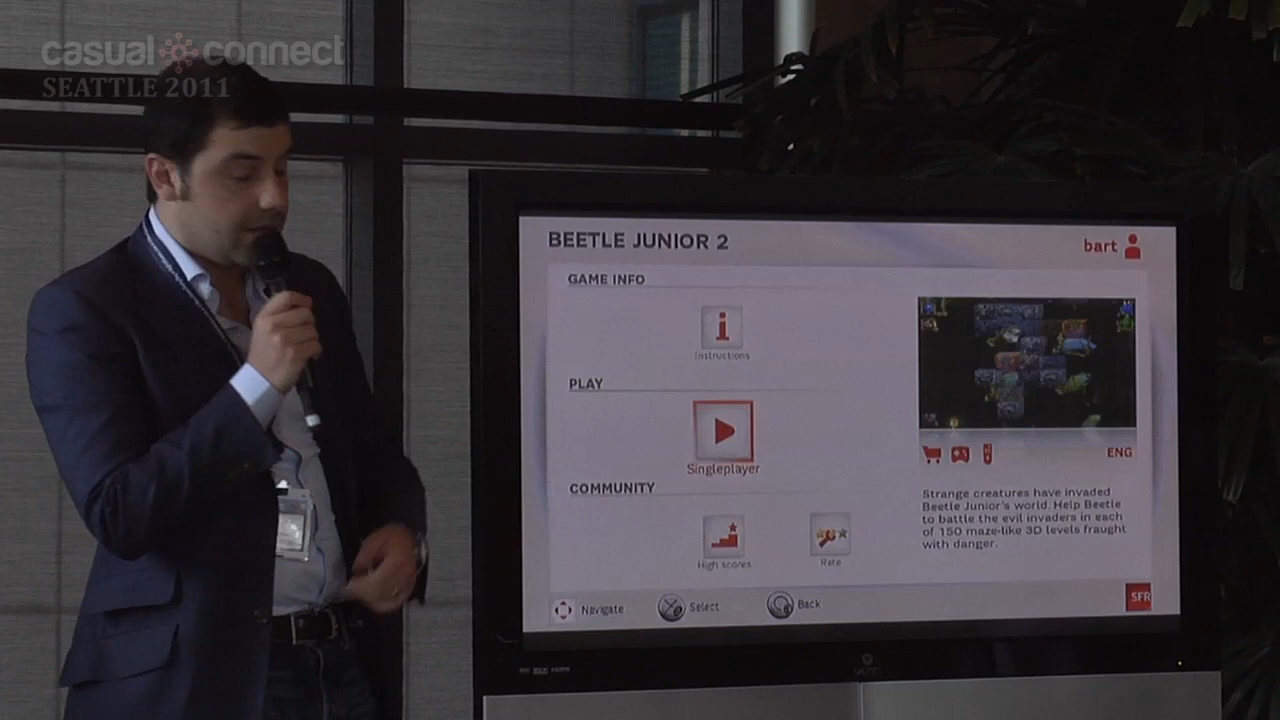 casual connect
SEATTLE 2011
BEETLE JUNIOR 2
bart
GAME INFO
Instructions
PLAY
Singleplayer
COMMUNITY
High scores
Rate
ENG
Strange creatures have invaded
Beetle Junior's world. Help Beetle
to battle the evil invaders in each
of 150 maze-like 3D levels fraught
with danger.
Navigate
Select
Back
SFR